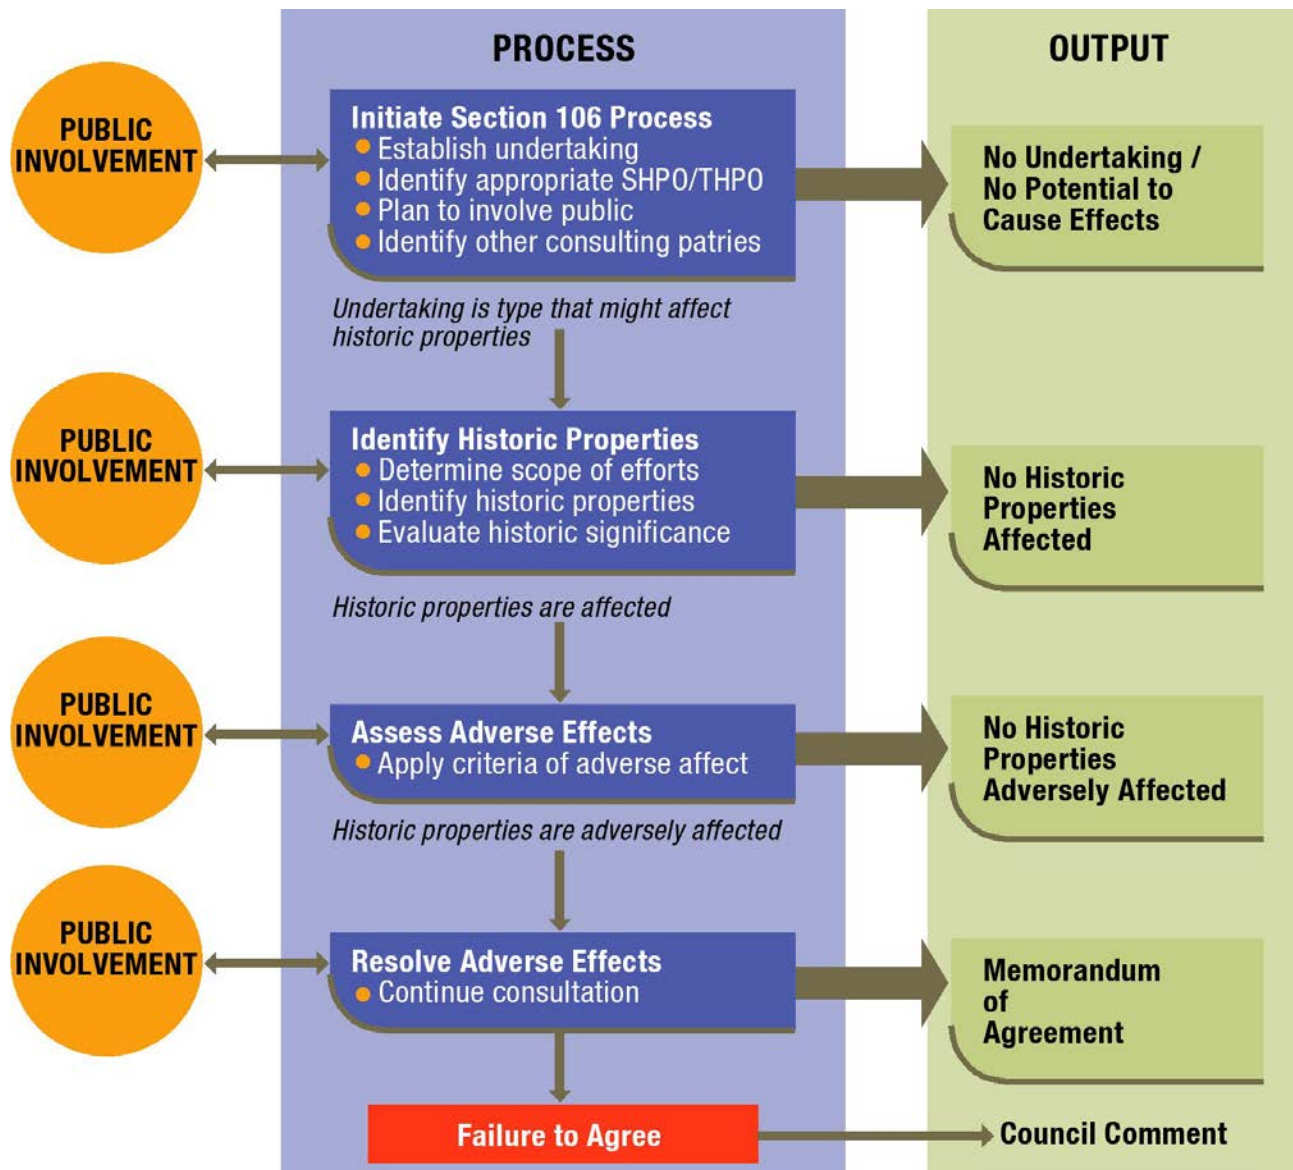 PROCESS
OUTPUT
PUBLIC
INVOLVEMENT
Initiate Section 106 Process
Establish undertaking
Identify appropriate SHPO/THPO
Plan to involve public
Identify other consulting patries
No Undertaking /
No Potential to
Cause Effects
Undertaking is type that might affect
historic properties
PUBLIC
INVOLVEMENT
Identify Historic Properties
Determine scope of efforts
Identify historic properties
Evaluate historic significance
No Historic
Properties
Affected
Historic properties are affected
PUBLIC
INVOLVEMENT
Assess Adverse Effects
Apply criteria of adverse affect
No Historic
Properties
Adversely Affected
Historic properties are adversely affected
PUBLIC
INVOLVEMENT
Resolve Adverse Effects
Continue consultation
Memorandum
of
Agreement
Failure to Agree
Council Comment